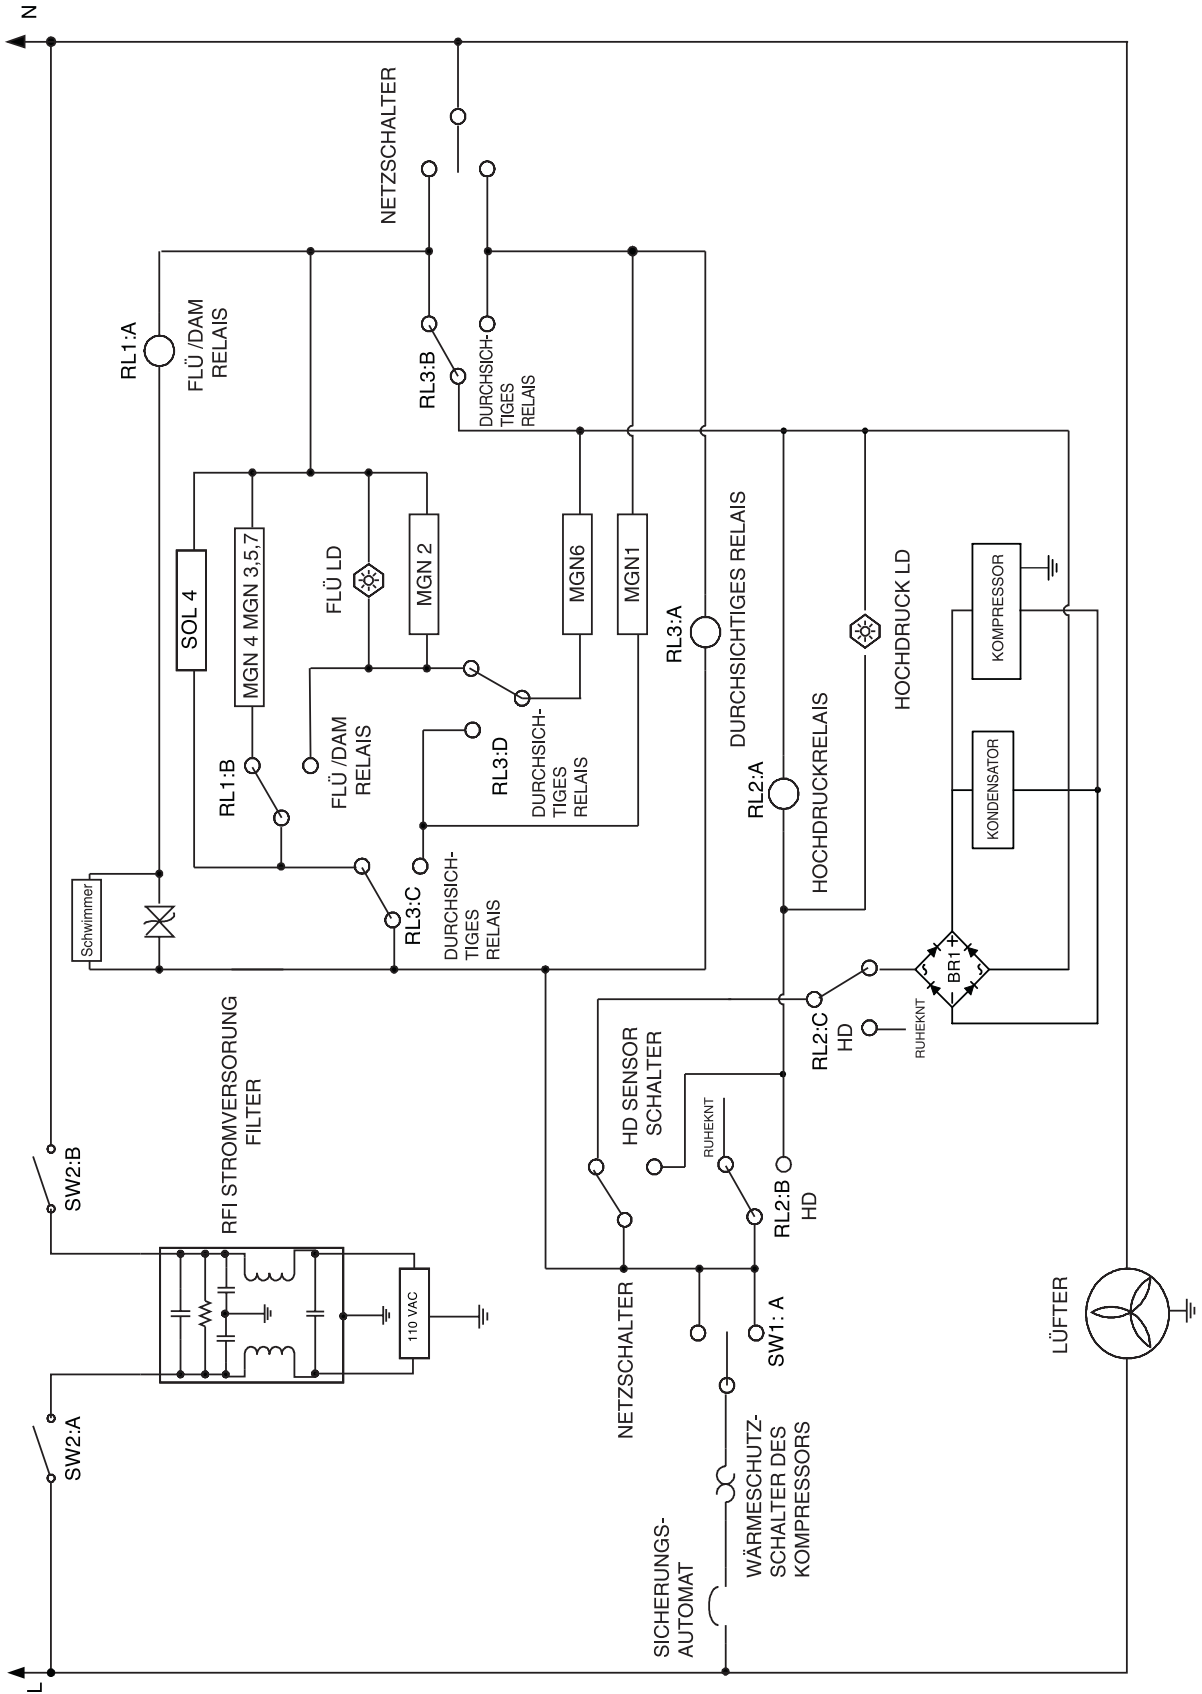 N
L
SW2:A
SW2:B
RFI STROMVERSORUNG
FILTER
110 VAC
Schwimmer
RL1:A
FLÜ /DAM
RELAIS
SOL 4
MGN 4 MGN 3,5,7
FLÜ LD
MGN 2
RL1:B
FLÜ /DAM
RELAIS
NETZSCHALTER
RL3:B
DURCHSICH-
TIGES
RELAIS
RL3:C
DURCHSICH-
TIGES
RELAIS
RL3:D
DURCHSICH-
TIGES
RELAIS
MGN6
MGN1
RL3:A
DURCHSICHTIGES RELAIS
RL2:A
HOCHDRUCKRELAIS
HOCHDRUCK LD
KOMPRESSOR
KONDENSATOR
BR1
RL2:C
HD
RUHEKNT
HD SENSOR
SCHALTER
RUHEKNT
RL2:B
HD
NETZSCHALTER
SW1: A
WÄRMESCHUTZ-
SCHALTER DES
KOMPRESSORS
SICHERUNGS-
AUTOMAT
LÜFTER